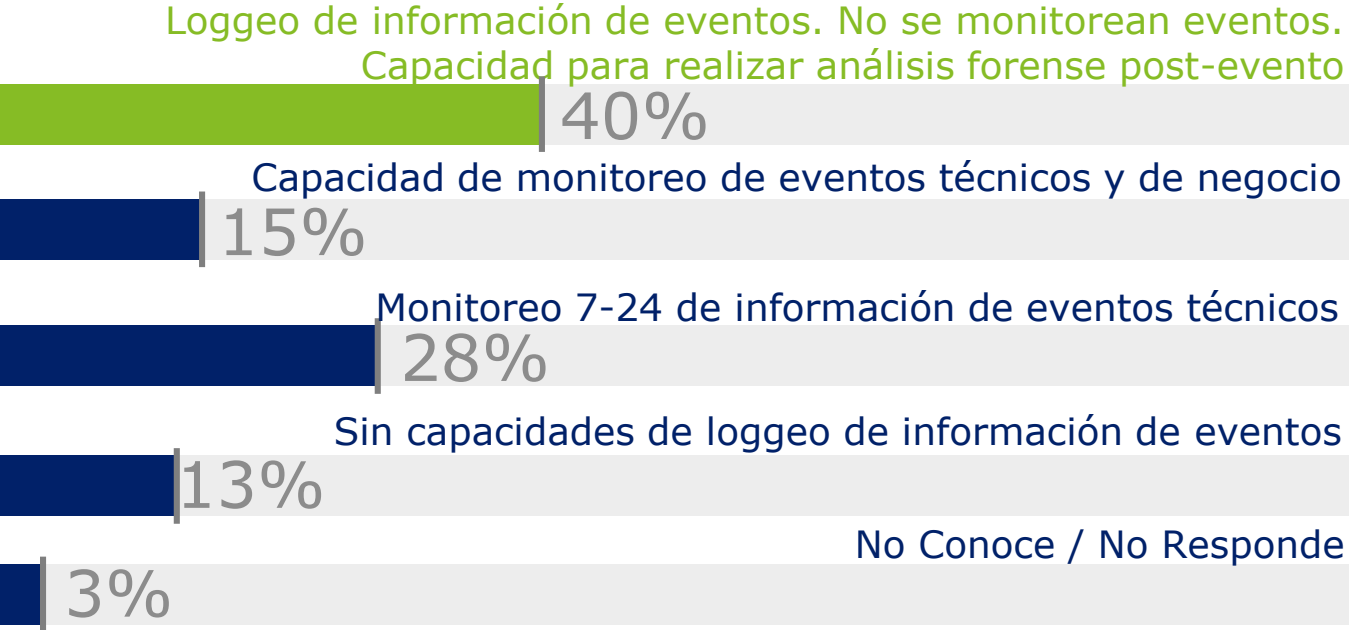 Loggeo de información de eventos. No se monitorean eventos.
Capacidad para realizar análisis forense post-evento
40%
Capacidad de monitoreo de eventos técnicos y de negocio
15%
Monitoreo 7-24 de información de eventos técnicos
28%
Sin capacidades de loggeo de información de eventos
13%
No Conoce / No Responde
3%